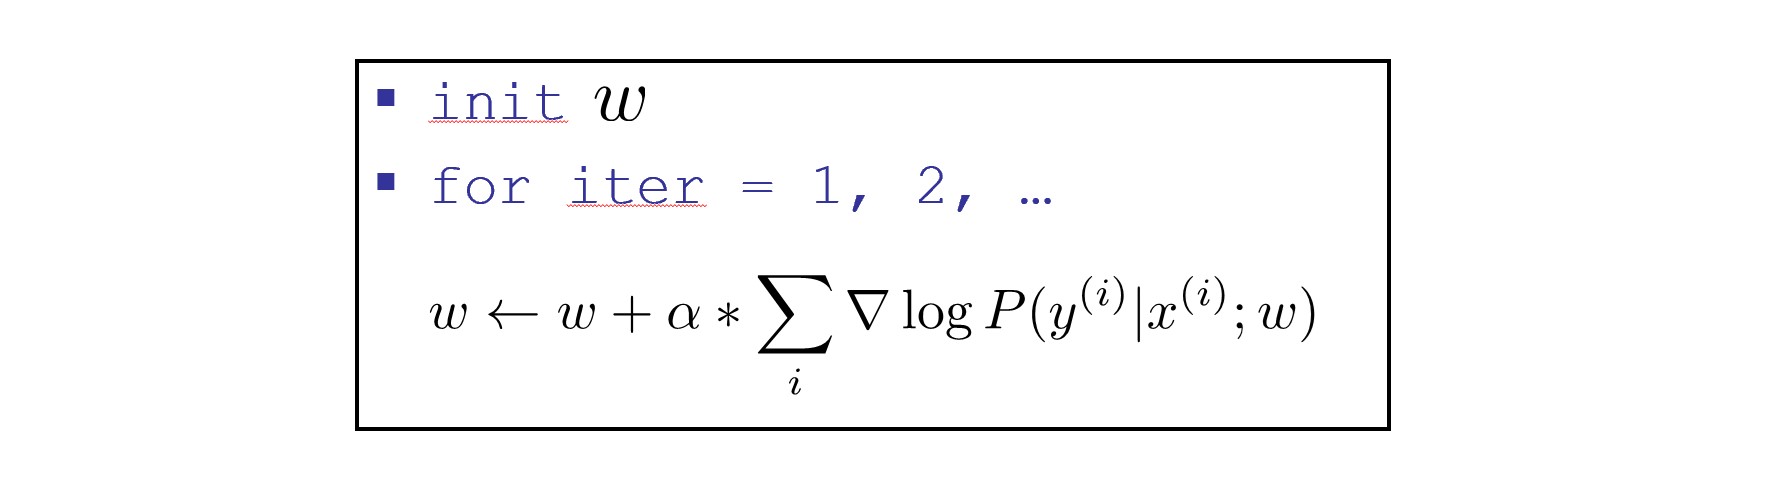 ▪ init w
▪ for iter = 1, 2, …
w ← w + α * ∑_i ∇ log P(y^(i)|x^(i); w)